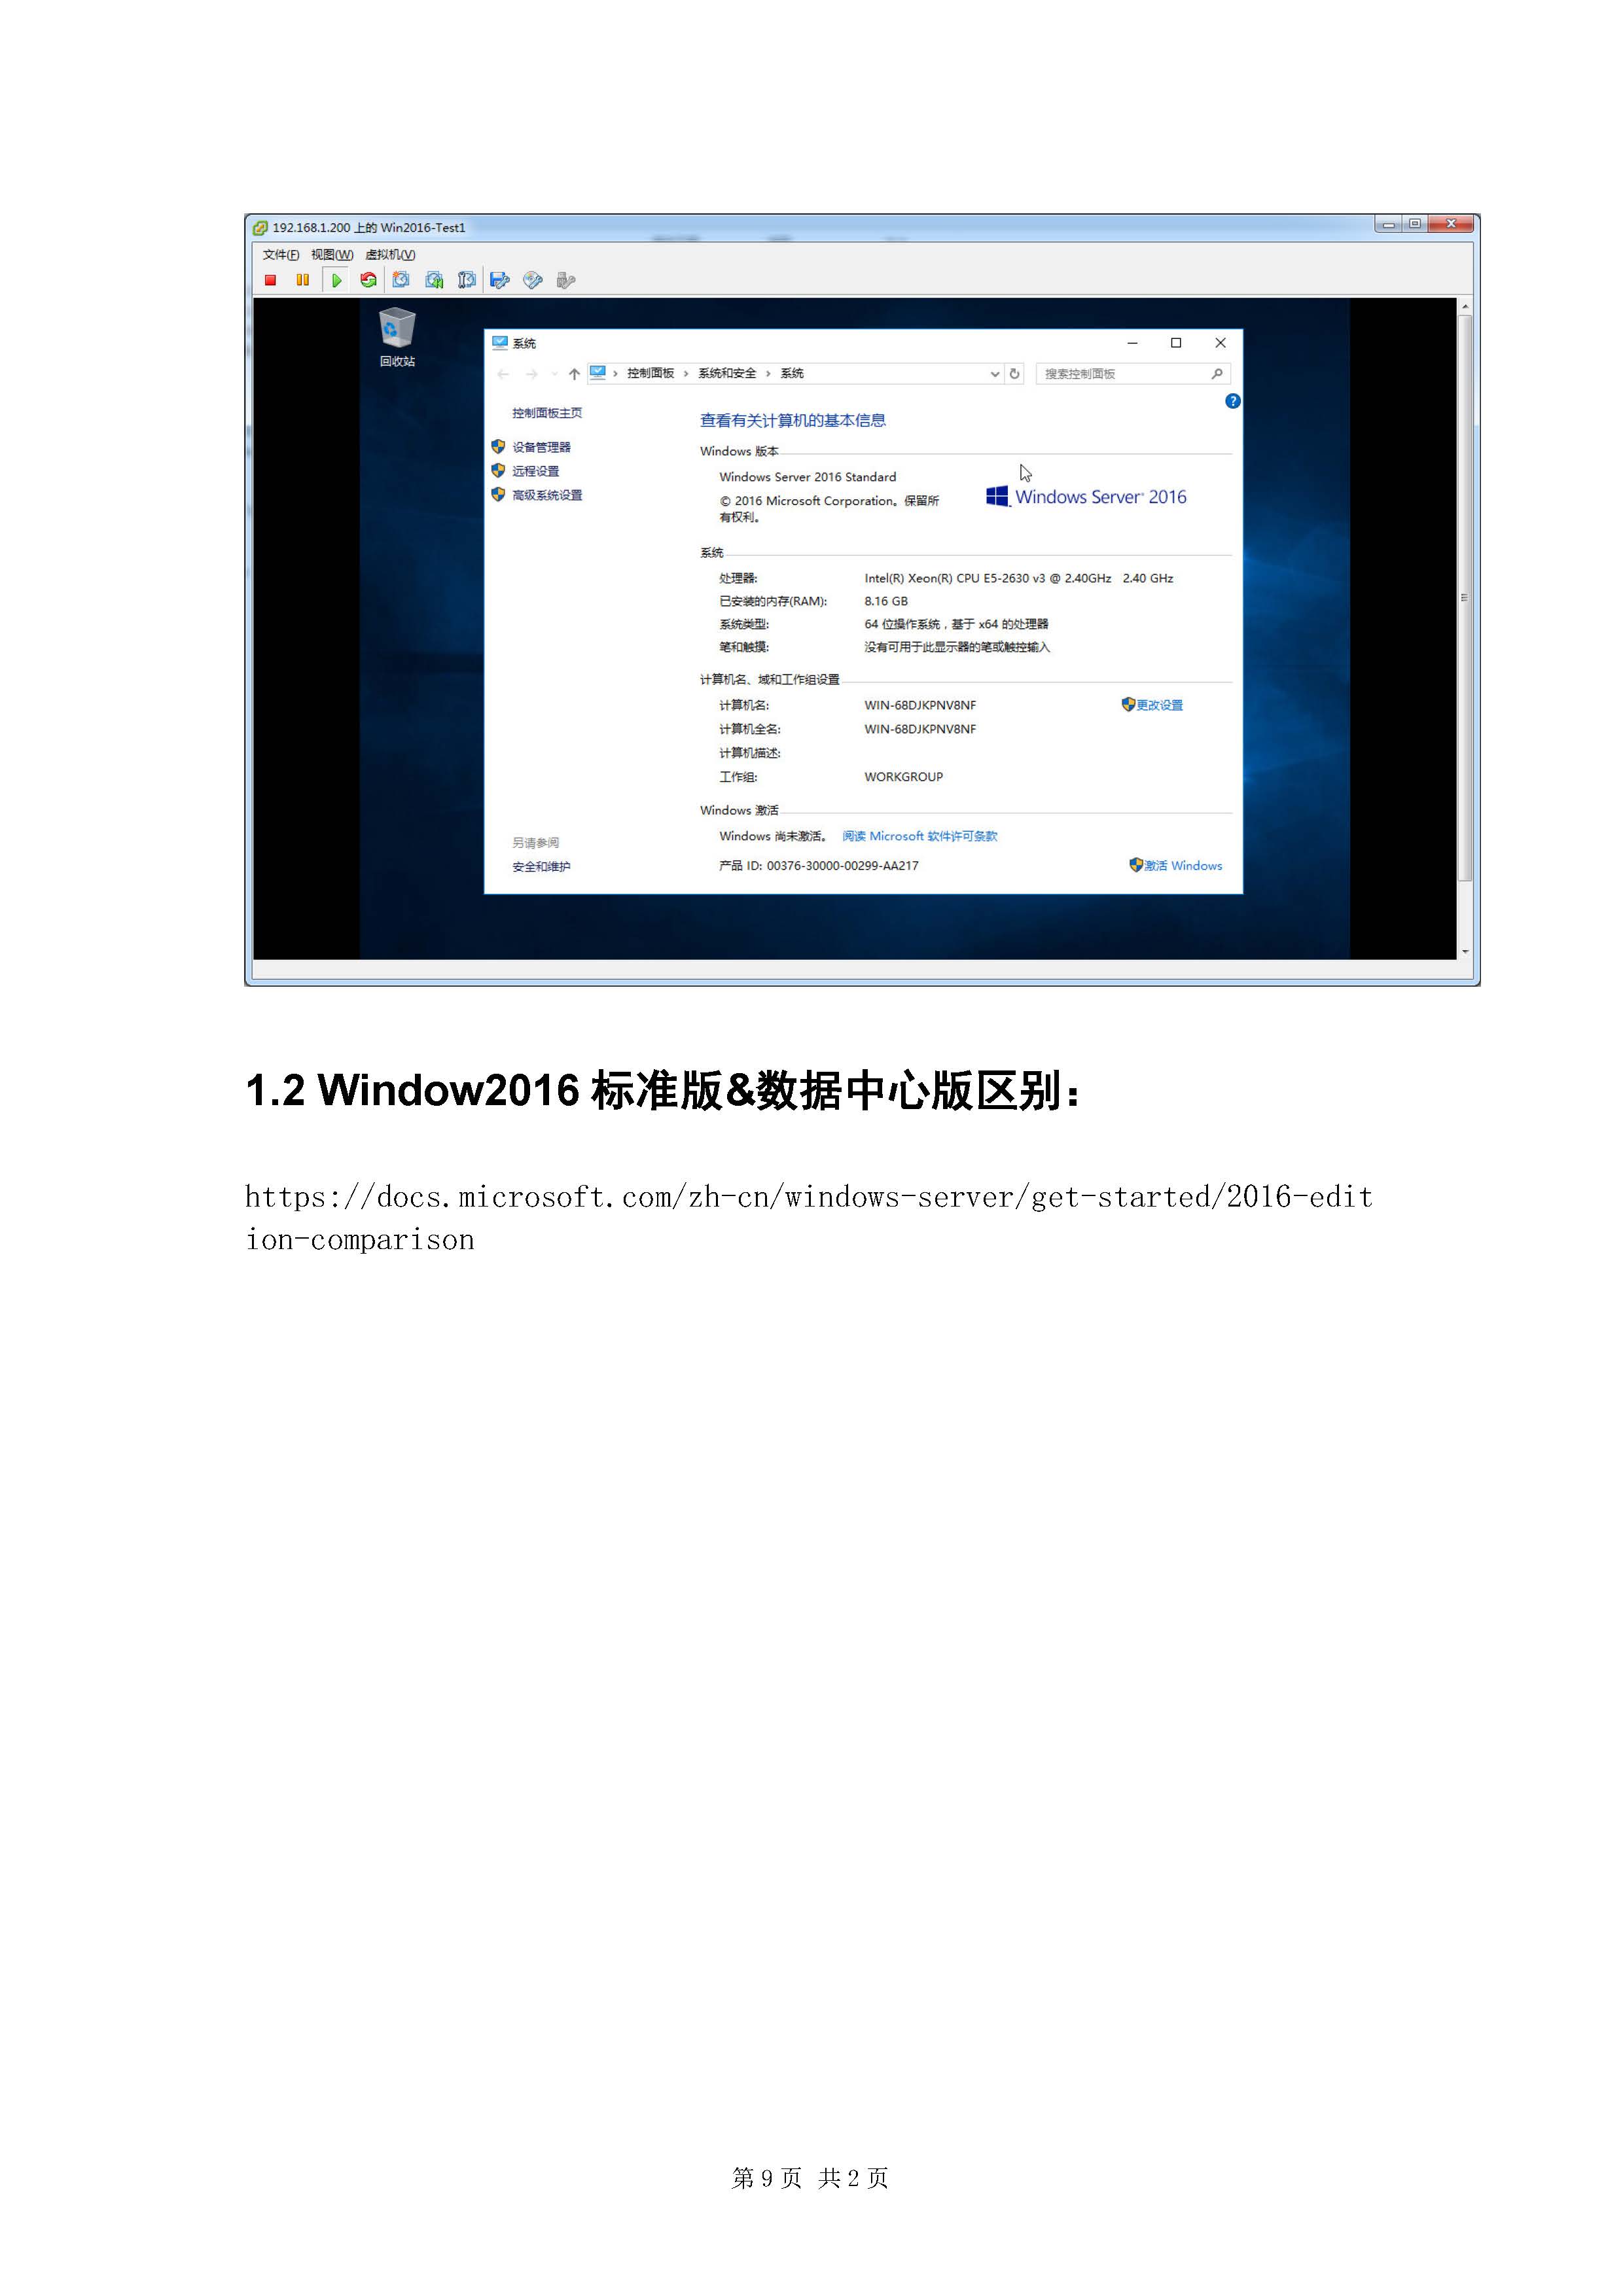 192.168.1.200 上的 Win2016-Test1
文件(F) 视图(W) 虚拟机(V)
回收站
系统
控制面板 › 系统和安全 › 系统
搜索控制面板
控制面板主页
设备管理器
远程设置
高级系统设置
查看有关计算机的基本信息
Windows 版本
Windows Server 2016 Standard
© 2016 Microsoft Corporation。保留所
有权利。
Windows Server® 2016
系统
处理器: Intel(R) Xeon(R) CPU E5-2630 v3 @ 2.40GHz 2.40 GHz
已安装的内存(RAM): 8.16 GB
系统类型: 64 位操作系统，基于 x64 的处理器
笔和触摸: 没有可用于此显示器的笔或触控输入
计算机名、域和工作组设置
计算机名: WIN-68DJKPNV8NF 更改设置
计算机全名: WIN-68DJKPNV8NF
计算机描述:
工作组: WORKGROUP
Windows 激活
Windows 尚未激活。 阅读 Microsoft 软件许可条款
产品 ID: 00376-30000-00299-AA217 激活 Windows
另请参阅
安全和维护
1.2 Window2016 标准版&数据中心版区别：
https://docs.microsoft.com/zh-cn/windows-server/get-started/2016-edit
ion-comparison
第 9 页 共 2 页